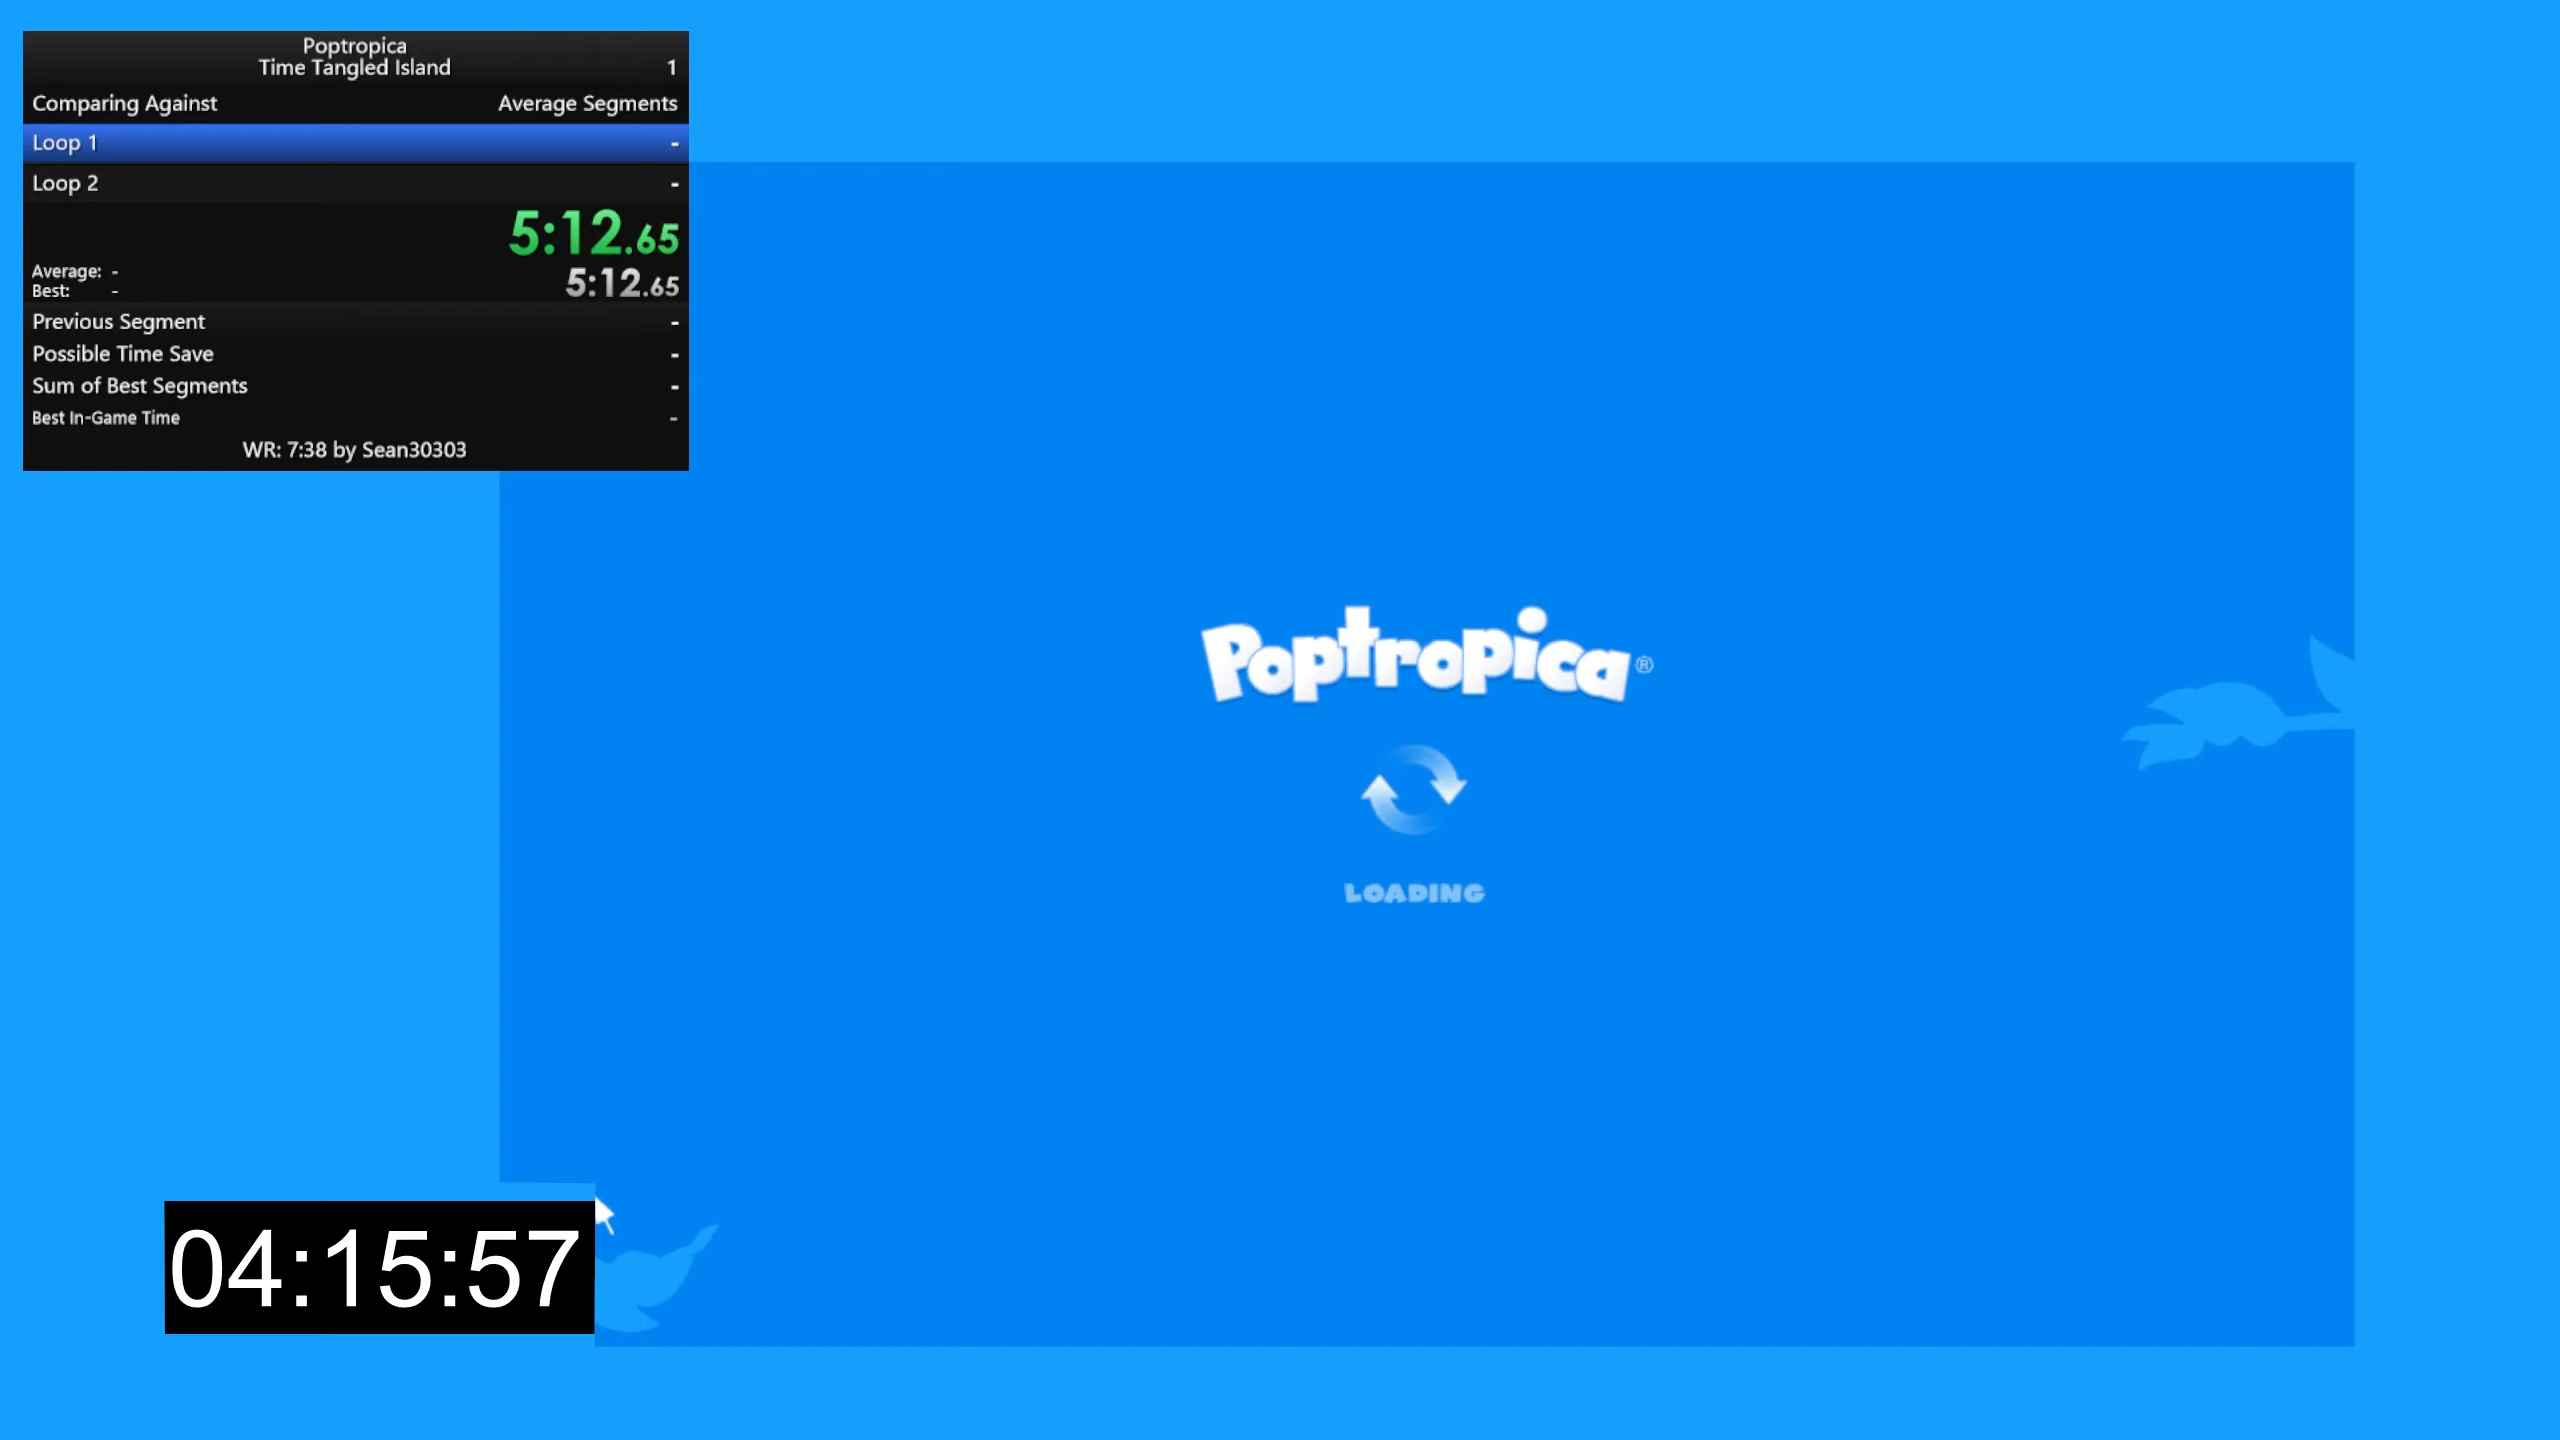 Poptropica
Time Tangled Island 1
Comparing Against Average Segments
Loop 1 -
Loop 2 -
5:12.65
Average: -
5:12.65
Best: -
Previous Segment -
Possible Time Save -
Sum of Best Segments -
Best In-Game Time -
WR: 7:38 by Sean30303
Poptropica®
LOADING
04:15:57